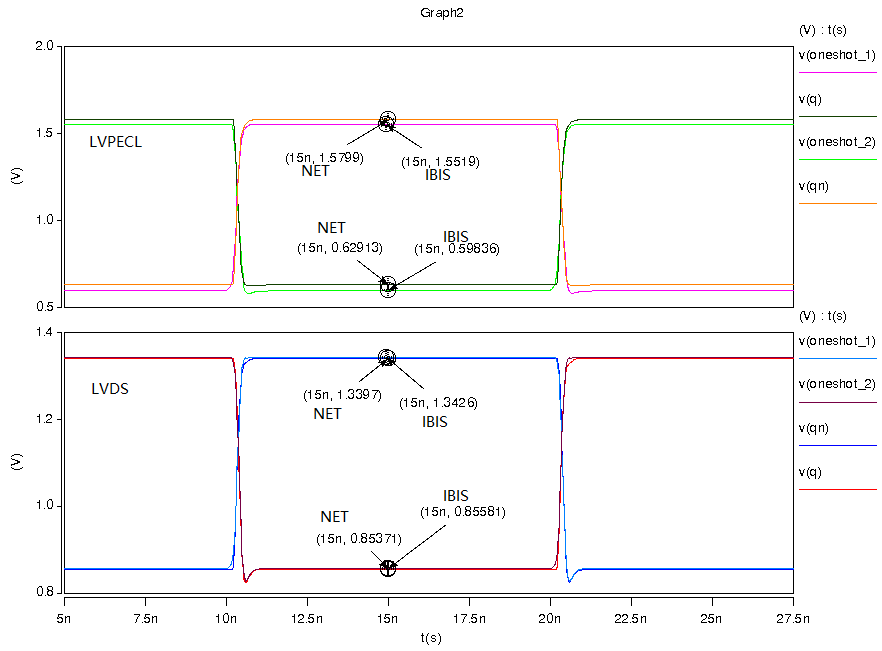 Graph2
(V) : t(s)
v(oneshot_1)
v(q)
v(oneshot_2)
v(qn)
2.0
1.5
1.0
0.5
(V)
LVPECL
(15n, 1.5799)
NET
(15n, 1.5519)
IBIS
NET
(15n, 0.62913)
IBIS
(15n, 0.59836)
(V) : t(s)
v(oneshot_1)
v(oneshot_2)
v(qn)
v(q)
1.4
1.2
1.0
0.8
(V)
LVDS
(15n, 1.3397)
NET
(15n, 1.3426)
IBIS
NET
(15n, 0.85371)
IBIS
(15n, 0.85581)
5n 7.5n 10n 12.5n 15n 17.5n 20n 22.5n 25n 27.5n
t(s)